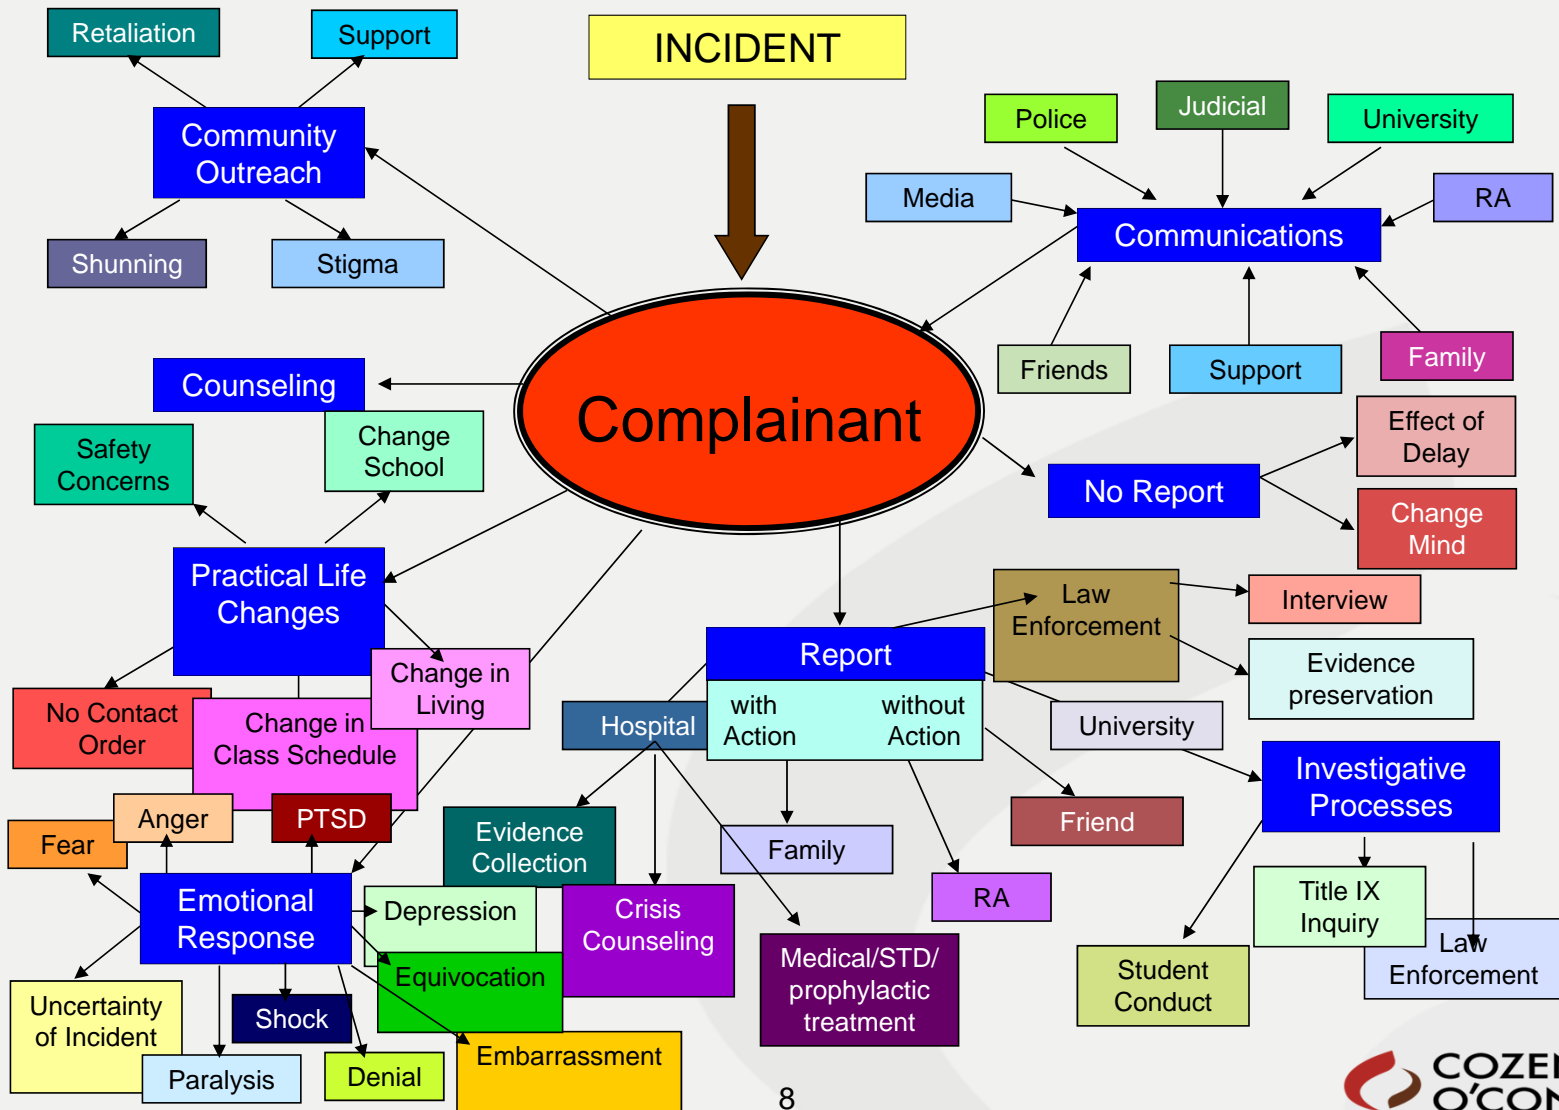 Retaliation
Support
INCIDENT
Community
Outreach
Police
Judicial
University
Media
RA
Communications
Shunning
Stigma
Friends
Support
Family
Counseling
Complainant
Safety
Concerns
Change
School
Effect of
Delay
No Report
Change
Mind
Practical Life
Changes
Law
Enforcement
Interview
Report
Evidence
preservation
Change in
Living
No Contact
Order
Change in
Class Schedule
Hospital
with
Action
without
Action
University
Investigative
Processes
Anger
PTSD
Fear
Evidence
Collection
Family
Friend
Emotional
Response
Depression
Crisis
Counseling
RA
Title IX
Inquiry
Law
Enforcement
Equivocation
Medical/STD/
prophylactic
treatment
Student
Conduct
Uncertainty
of Incident
Shock
Paralysis
Denial
Embarrassment
8
COZEN
O'CON